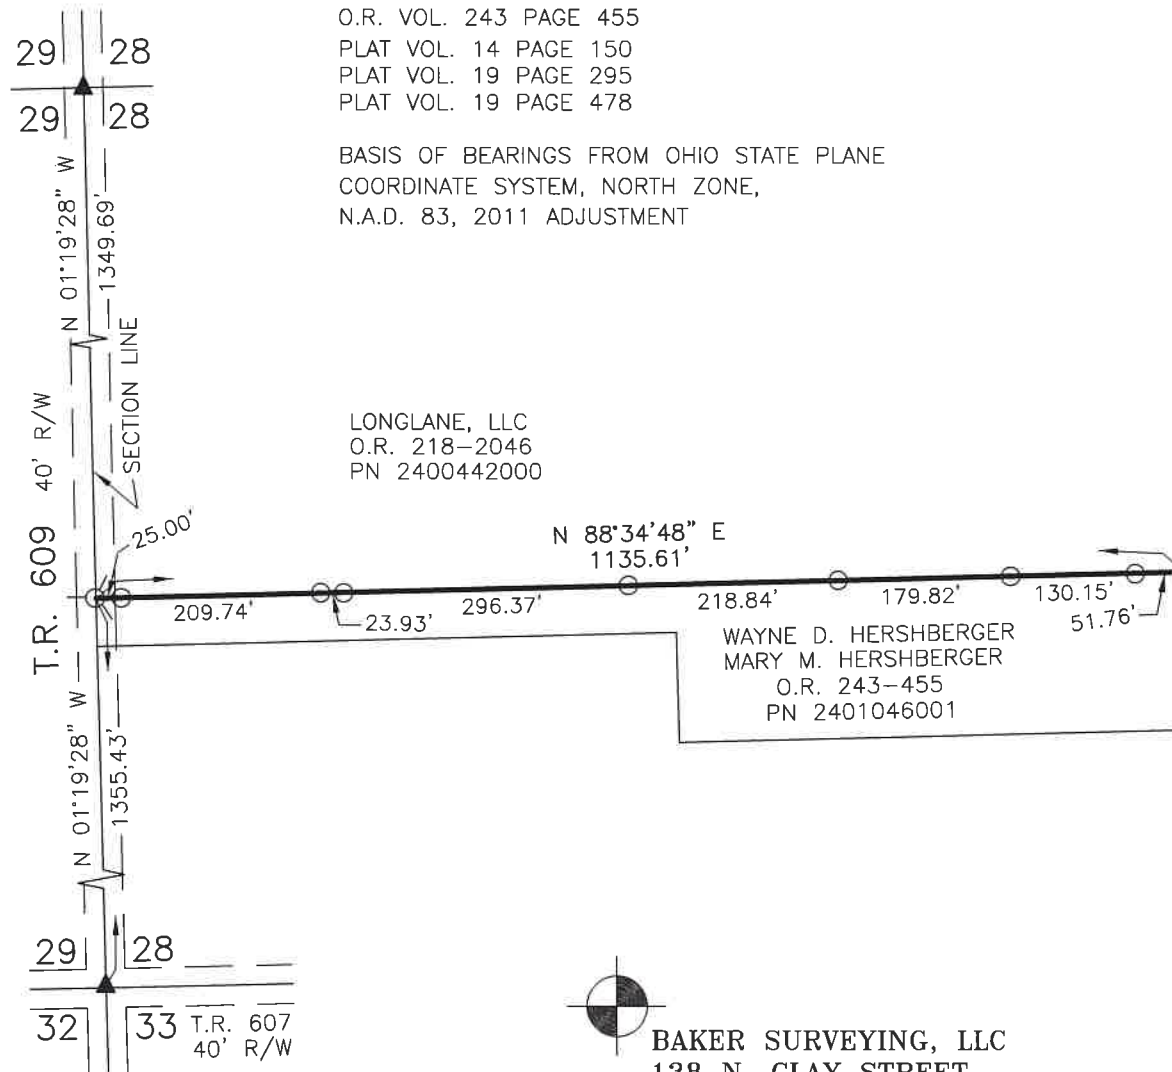 O.R. VOL. 243 PAGE 455
PLAT VOL. 14 PAGE 150
PLAT VOL. 19 PAGE 295
PLAT VOL. 19 PAGE 478
BASIS OF BEARINGS FROM OHIO STATE PLANE
COORDINATE SYSTEM, NORTH ZONE,
N.A.D. 83, 2011 ADJUSTMENT
29 28
29 28
N 01°19'28" W
1349.69'
SECTION LINE
T.R. 609 40' R/W
LONGLANE, LLC
O.R. 218-2046
PN 2400442000
25.00'
N 88°34'48" E
1135.61'
209.74'
23.93'
296.37'
218.84'
179.82'
130.15'
51.76'
WAYNE D. HERSHBERGER
MARY M. HERSHBERGER
O.R. 243-455
PN 2401046001
N 01°19'28" W
1355.43'
29 28
32 33
T.R. 607
40' R/W
BAKER SURVEYING, LLC
138 N. CLAY STREET